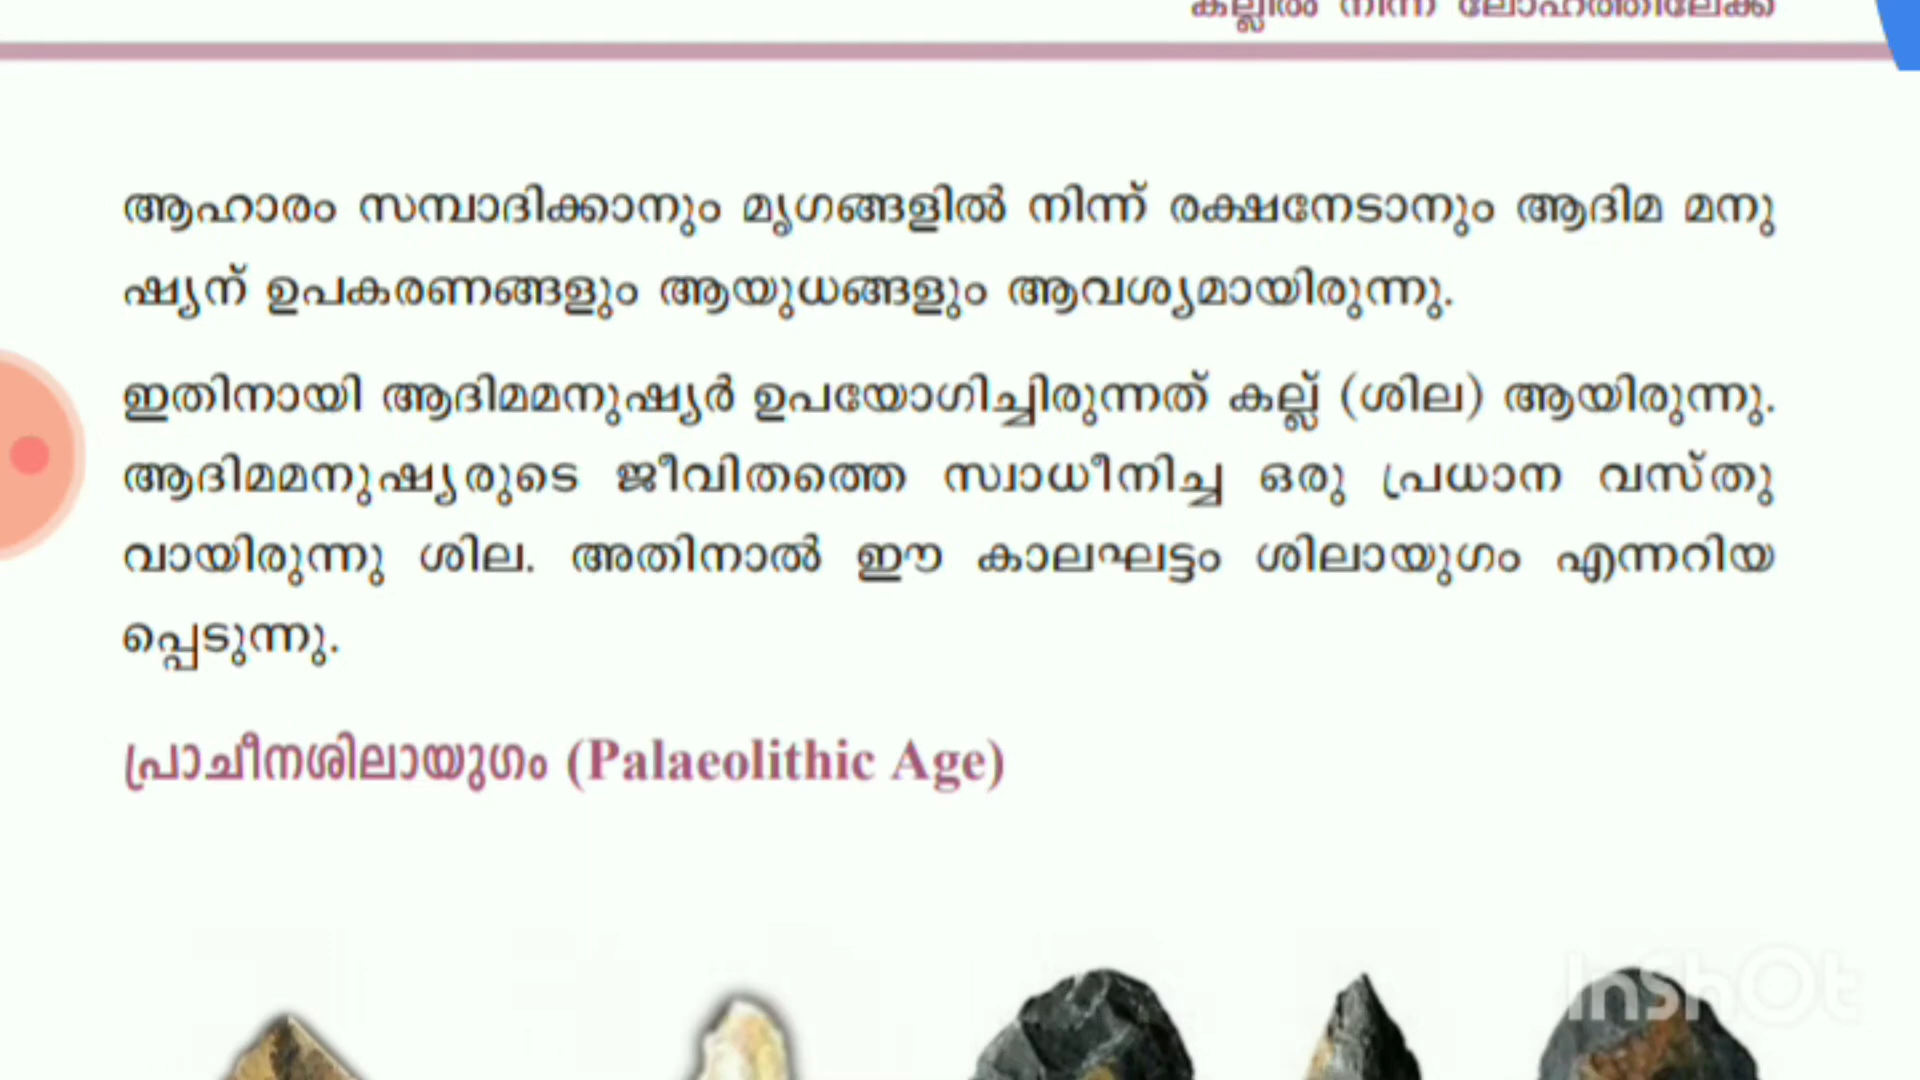 കല്ലിൽ നിന്ന് ലോഹത്തിലേക്ക്
ആഹാരം സമ്പാദിക്കാനും മൃഗങ്ങളിൽ നിന്ന് രക്ഷനേടാനും ആദിമ മനു
ഷ്യന് ഉപകരണങ്ങളും ആയുധങ്ങളും ആവശ്യമായിരുന്നു.
ഇതിനായി ആദിമമനുഷ്യർ ഉപയോഗിച്ചിരുന്നത് കല്ല് (ശില) ആയിരുന്നു.
ആദിമമനുഷ്യരുടെ ജീവിതത്തെ സ്വാധീനിച്ച ഒരു പ്രധാന വസ്തു
വായിരുന്നു ശില. അതിനാൽ ഈ കാലഘട്ടം ശിലായുഗം എന്നറിയ
പ്പെടുന്നു.
പ്രാചീനശിലായുഗം (Palaeolithic Age)
InShOt